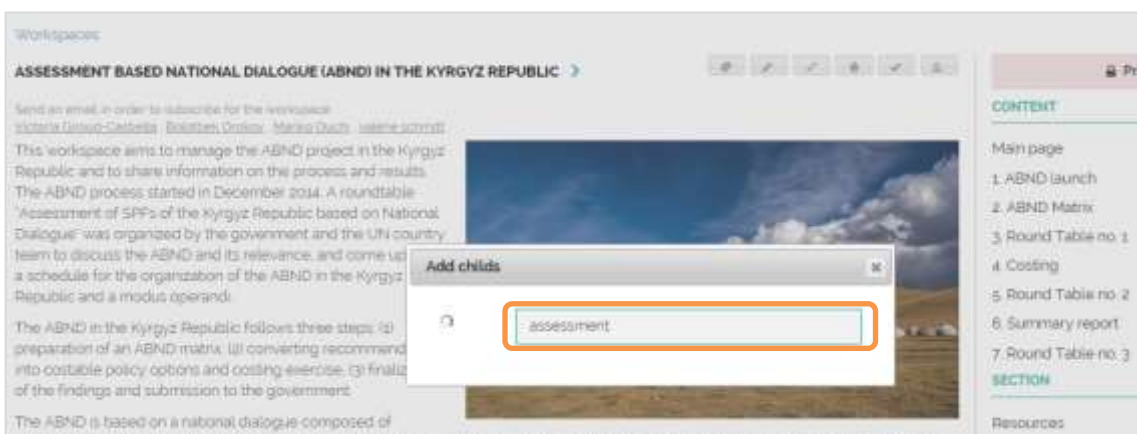 Workspaces
ASSESSMENT BASED NATIONAL DIALOGUE (ABND) IN THE KYRGYZ REPUBLIC >
Send an email in order to subscribe for the workspace
This workspace aims to manage the ABND project in the Kyrgyz
Republic and to share information on the process and results.
The ABND process started in December 2014. A roundtable
"Assessment of SPFs of the Kyrgyz Republic based on National
Dialogue" was organized by the government and the UN country
team to discuss the ABND and its relevance, and come up
a schedule for the organization of the ABND in the Kyrgyz
Republic and a modus operandi.
The ABND in the Kyrgyz Republic follows three steps: (1)
preparation of an ABND matrix, (2) converting recommend
into costable policy options and costing exercise, (3) finaliz
of the findings and submission to the government.
The ABND is based on a national dialogue composed of
Add childs
assessment
Pr
CONTENT
Main page
1. ABND launch
2. ABND Matrix
3. Round Table no. 1
4. Costing
5. Round Table no. 2
6. Summary report
7. Round Table no. 3
SECTION
Resources